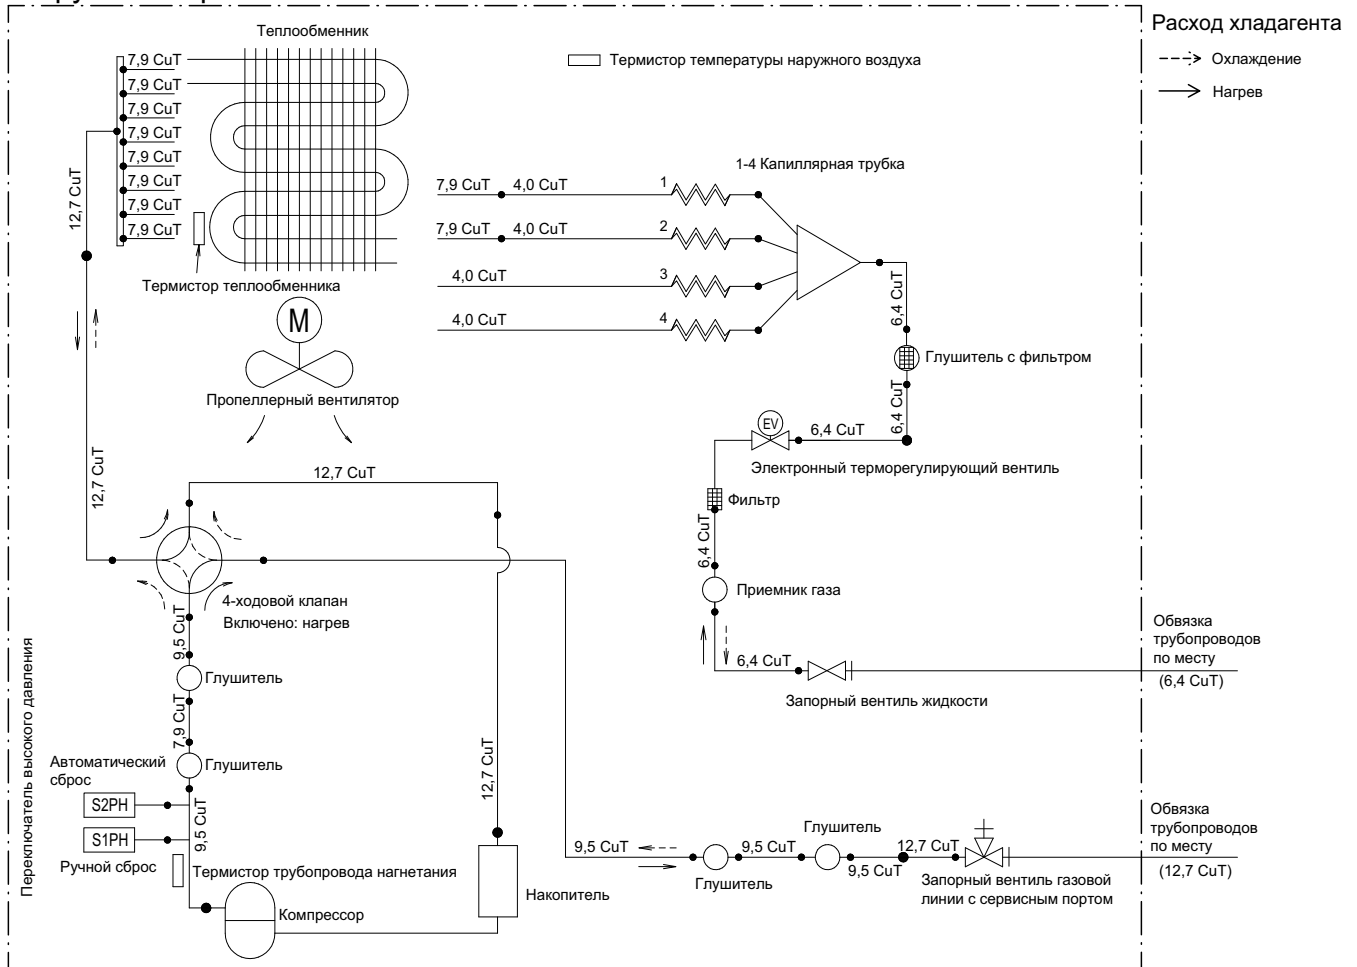 Расход хладагента
Охлаждение
Нагрев
Теплообменник
Термистор температуры наружного воздуха
7,9 CuT
7,9 CuT
7,9 CuT
7,9 CuT
7,9 CuT
7,9 CuT
7,9 CuT
7,9 CuT
12,7 CuT
Термистор теплообменника
M
Пропеллерный вентилятор
1-4 Капиллярная трубка
7,9 CuT 4,0 CuT 1
7,9 CuT 4,0 CuT 2
4,0 CuT 3
4,0 CuT 4
6,4 CuT
Глушитель с фильтром
6,4 CuT
EV
6,4 CuT
Электронный терморегулирующий вентиль
Фильтр
6,4 CuT
Приемник газа
6,4 CuT
Запорный вентиль жидкости
Обвязка
трубопроводов
по месту
(6,4 CuT)
12,7 CuT
12,7 CuT
4-ходовой клапан
Включено: нагрев
9,5 CuT
Глушитель
7,9 CuT
Глушитель
Переключатель высокого давления
Автоматический
сброс
S2PH
S1PH
Ручной сброс
9,5 CuT
Термистор трубопровода нагнетания
Компрессор
12,7 CuT
Накопитель
9,5 CuT
Глушитель
9,5 CuT
Глушитель
9,5 CuT
12,7 CuT
Запорный вентиль газовой
линии с сервисным портом
Обвязка
трубопроводов
по месту
(12,7 CuT)